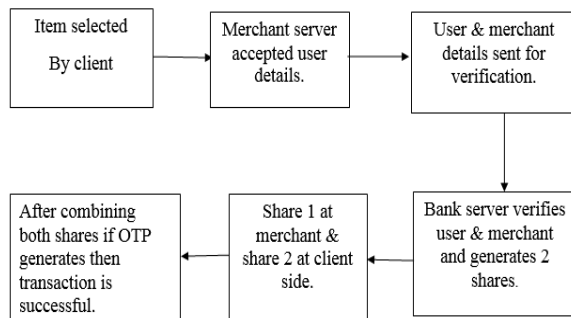 Item selected
By client
Merchant server
accepted user
details.
User & merchant
details sent for
verification.
Bank server verifies
user & merchant
and generates 2
shares.
Share 1 at
merchant &
share 2 at client
side.
After combining
both shares if OTP
generates then
transaction is
successful.